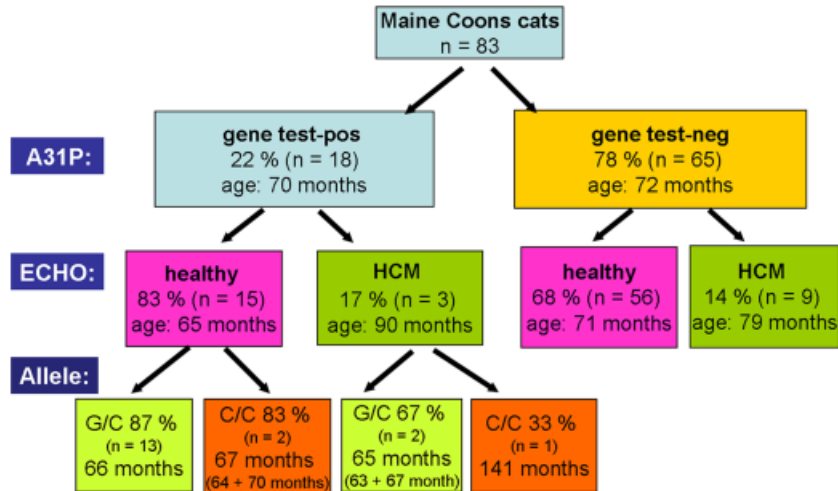 Maine Coons cats
n = 83
A31P:
gene test-pos
22 % (n = 18)
age: 70 months
gene test-neg
78 % (n = 65)
age: 72 months
ECHO:
healthy
83 % (n = 15)
age: 65 months
HCM
17 % (n = 3)
age: 90 months
healthy
68 % (n = 56)
age: 71 months
HCM
14 % (n = 9)
age: 79 months
Allele:
G/C 87 %
(n = 13)
66 months
C/C 83 %
(n = 2)
67 months
(64 + 70 months)
G/C 67 %
(n = 2)
65 months
(63 + 67 month)
C/C 33 %
(n = 1)
141 months